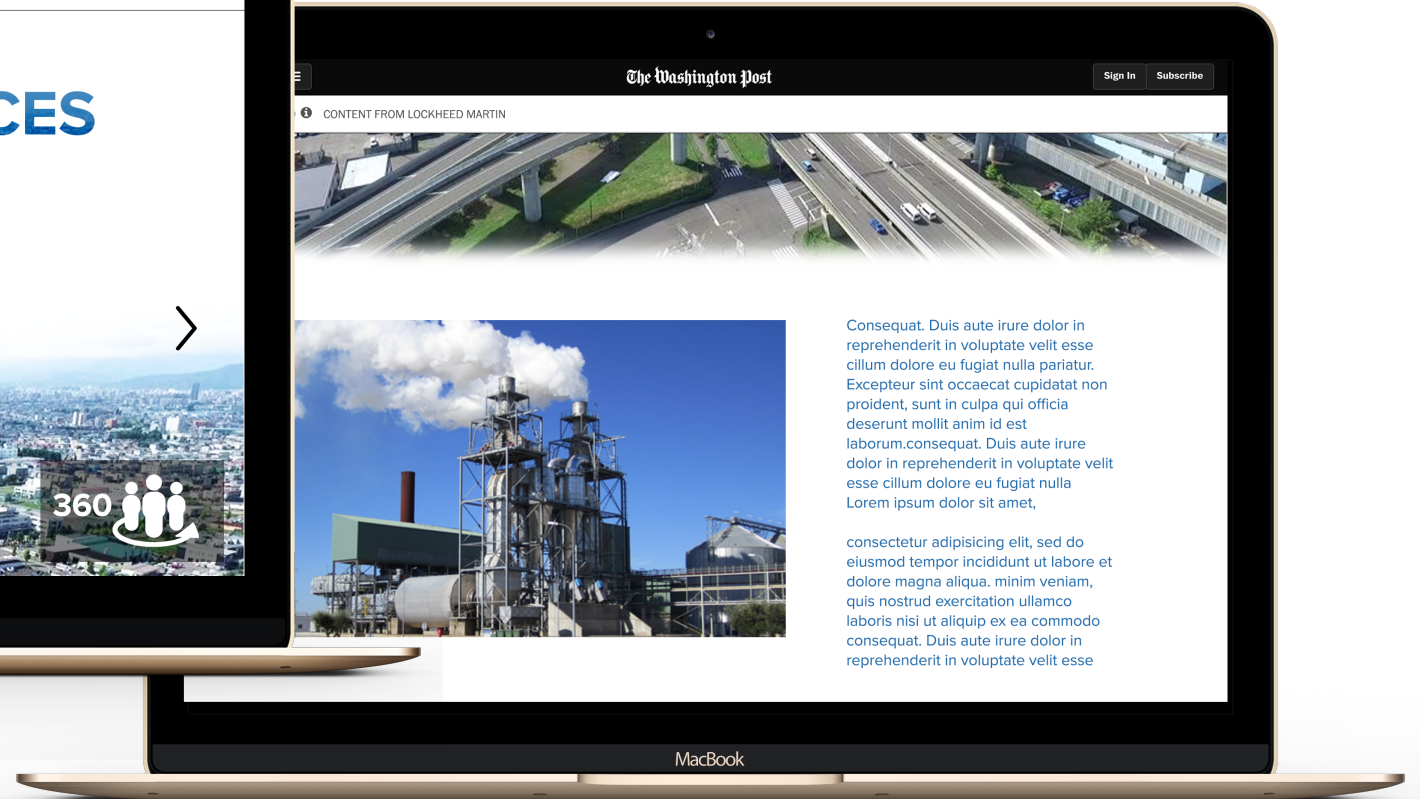 CES
360
The Washington Post
Sign In
Subscribe
CONTENT FROM LOCKHEED MARTIN
Consequat. Duis aute irure dolor in
reprehenderit in voluptate velit esse
cillum dolore eu fugiat nulla pariatur.
Excepteur sint occaecat cupidatat non
proident, sunt in culpa qui officia
deserunt mollit anim id est
laborum.consequat. Duis aute irure
dolor in reprehenderit in voluptate velit
esse cillum dolore eu fugiat nulla
Lorem ipsum dolor sit amet,
consectetur adipisicing elit, sed do
eiusmod tempor incididunt ut labore et
dolore magna aliqua. minim veniam,
quis nostrud exercitation ullamco
laboris nisi ut aliquip ex ea commodo
consequat. Duis aute irure dolor in
reprehenderit in voluptate velit esse
MacBook